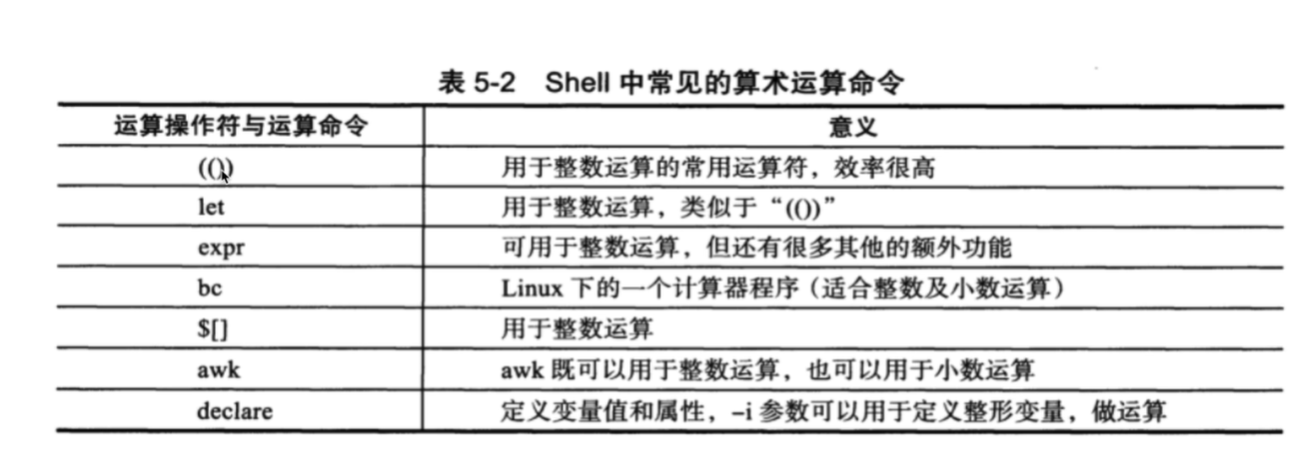 表 5-2 Shell 中常见的算术运算命令
运算操作符与运算命令 意义
(()) 用于整数运算的常用运算符，效率很高
let 用于整数运算，类似于“(())”
expr 可用于整数运算，但还有很多其他的额外功能
bc Linux 下的一个计算器程序（适合整数及小数运算）
$[] 用于整数运算
awk awk 既可以用于整数运算，也可以用于小数运算
declare 定义变量值和属性，-i 参数可以用于定义整形变量，做运算